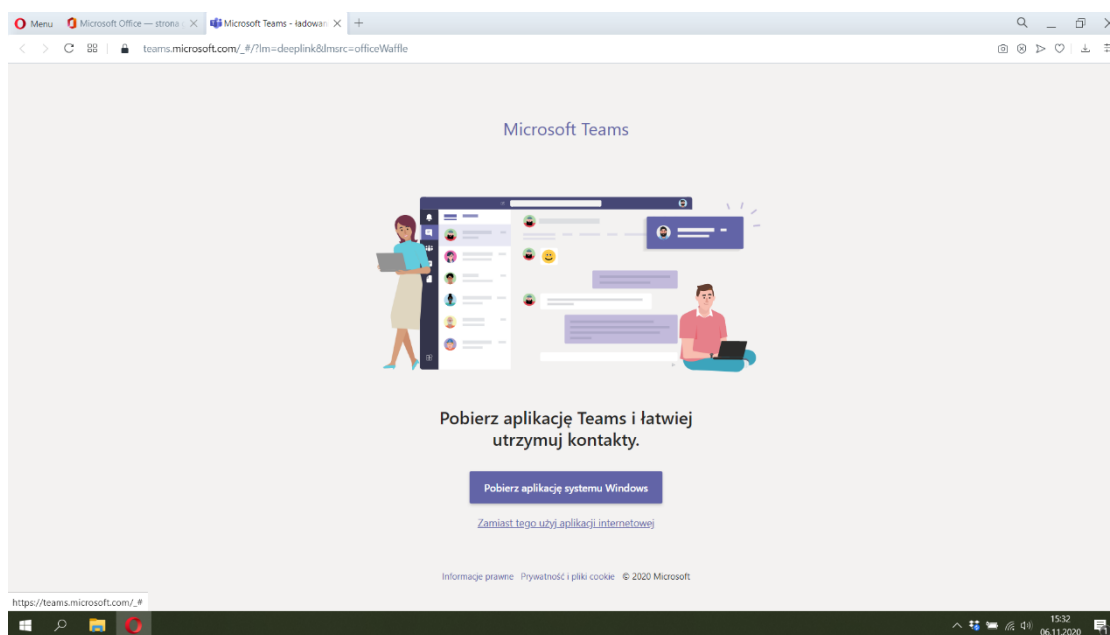 Menu
Microsoft Office — strona
Microsoft Teams - ładowan
teams.microsoft.com/_#/?lm=deeplink&lmsrc=officeWaffle
Microsoft Teams
Pobierz aplikację Teams i łatwiej
utrzymuj kontakty.
Pobierz aplikację systemu Windows
Zamiast tego użyj aplikacji internetowej
Informacje prawne Prywatność i pliki cookie © 2020 Microsoft
https://teams.microsoft.com/_#
15:32
06.11.2020